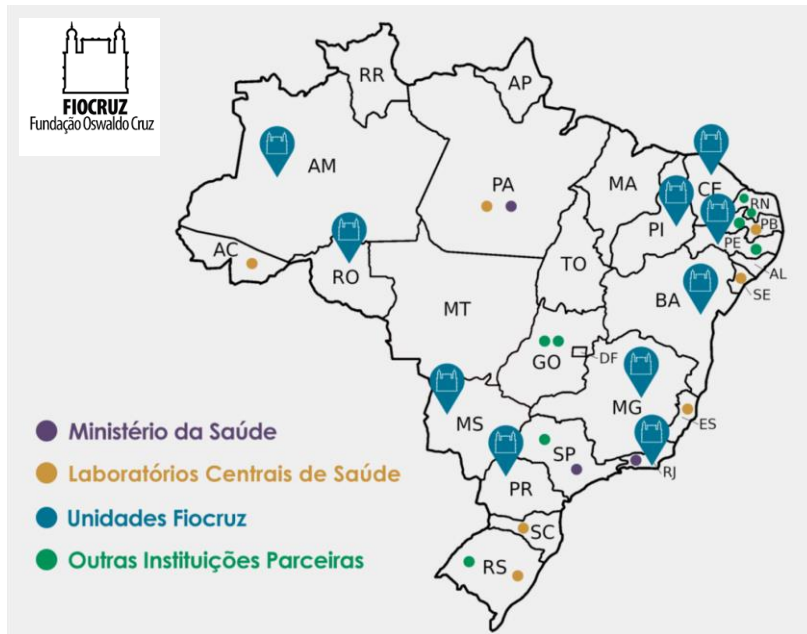 FIOCRUZ
Fundação Oswaldo Cruz
RR
AP
AM
PA
MA
CE
RN
PB
PI
PE
AC
RO
TO
AL
SE
BA
MT
GO
DF
MG
ES
MS
SP
RJ
PR
SC
RS
Ministério da Saúde
Laboratórios Centrais de Saúde
Unidades Fiocruz
Outras Instituições Parceiras